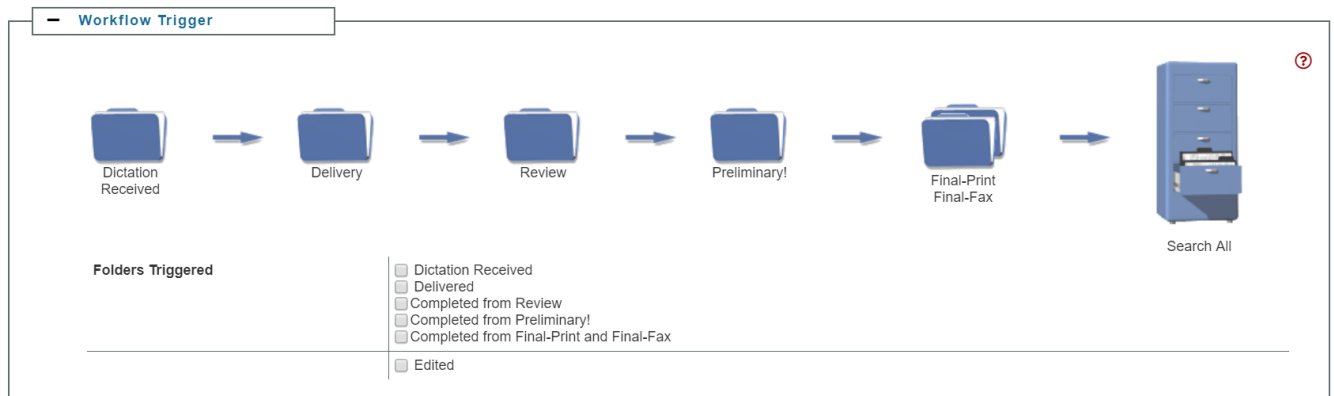 Workflow Trigger
Dictation
Received
Delivery
Review
Preliminary!
Final-Print
Final-Fax
Search All
Folders Triggered
Dictation Received
Delivered
Completed from Review
Completed from Preliminary!
Completed from Final-Print and Final-Fax
Edited